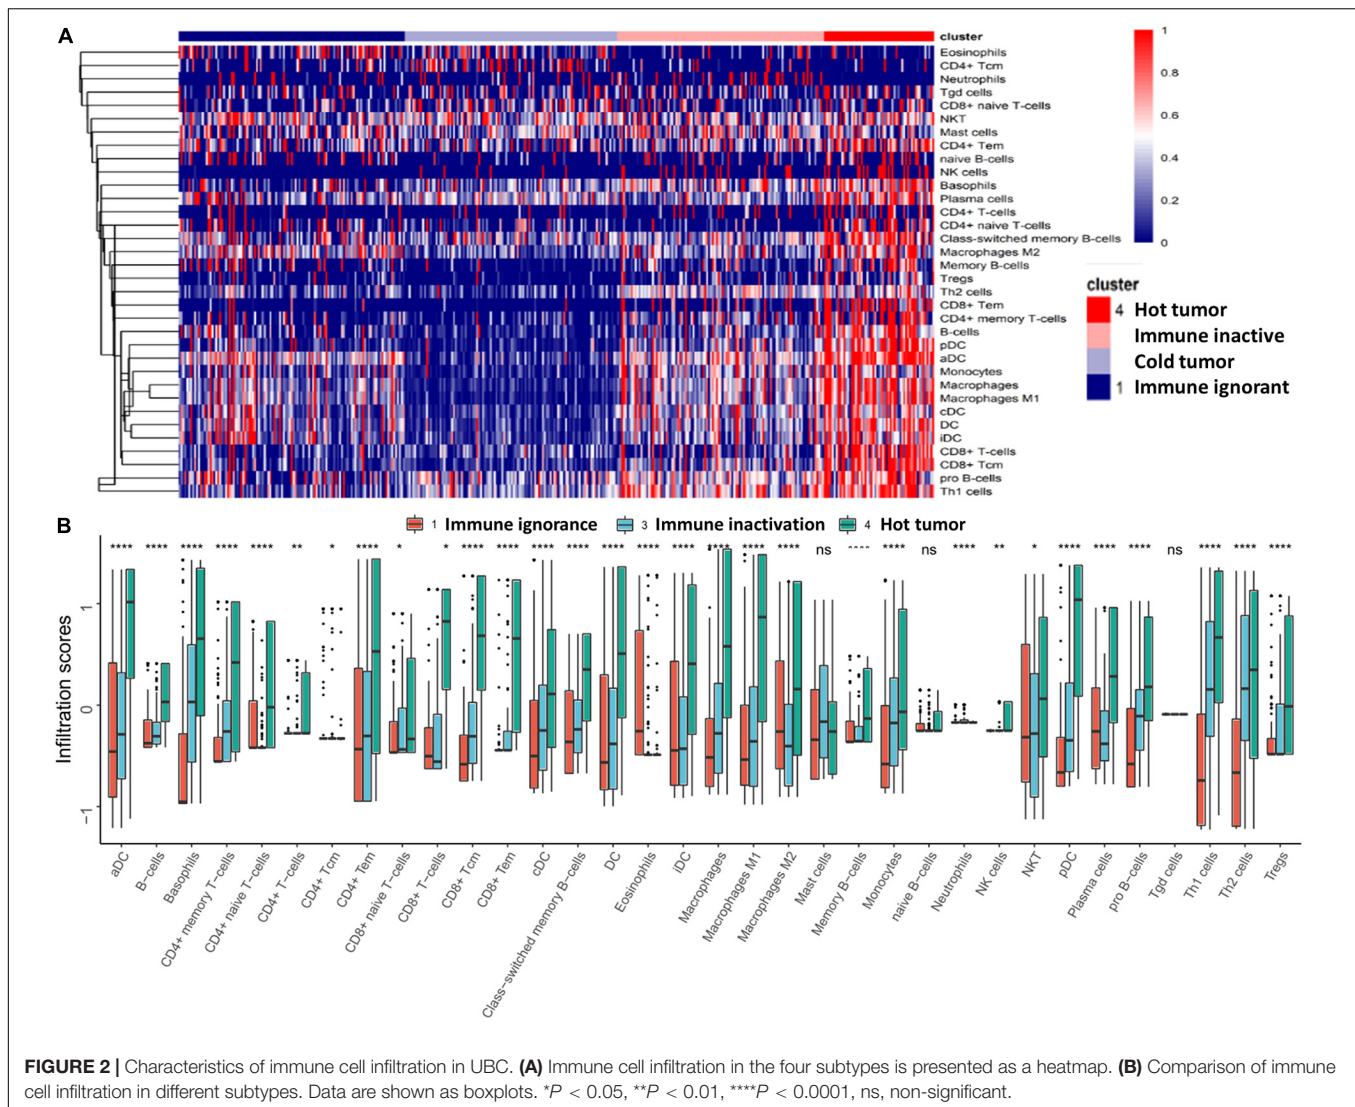 A
cluster
Eosinophils
CD4+ Tcm
Neutrophils
Tgd cells
CD8+ naive T-cells
NKT
Mast cells
CD4+ Tem
naive B-cells
NK cells
Basophils
Plasma cells
CD4+ T-cells
CD4+ naive T-cells
Class-switched memory B-cells
Macrophages M2
Memory B-cells
Tregs
Th2 cells
CD8+ Tem
CD4+ memory T-cells
B-cells
pDC
aDC
Monocytes
Macrophages
Macrophages M1
cDC
DC
iDC
CD8+ T-cells
CD8+ Tcm
pro B-cells
Th1 cells
1
0.8
0.6
0.4
0.2
0
cluster
4 Hot tumor
Immune inactive
Cold tumor
1 Immune ignorant
B
1 Immune ignorance 3 Immune inactivation 4 Hot tumor
**** **** **** **** **** ** * **** * * **** **** **** **** **** **** **** **** **** **** ns **** **** ns **** ** * **** **** **** ns **** **** ****
Infiltration scores
1
0
−1
aDC
B-cells
Basophils
CD4+ memory T-cells
CD4+ naive T-cells
CD4+ T-cells
CD4+ Tcm
CD4+ Tem
CD8+ naive T-cells
CD8+ T-cells
CD8+ Tcm
CD8+ Tem
cDC
Class-switched memory B-cells
DC
Eosinophils
iDC
Macrophages
Macrophages M1
Macrophages M2
Mast cells
Memory B-cells
Monocytes
naive B-cells
Neutrophils
NK cells
NKT
pDC
Plasma cells
pro B-cells
Tgd cells
Th1 cells
Th2 cells
Tregs
FIGURE 2 | Characteristics of immune cell infiltration in UBC. (A) Immune cell infiltration in the four subtypes is presented as a heatmap. (B) Comparison of immune
cell infiltration in different subtypes. Data are shown as boxplots. *P < 0.05, **P < 0.01, ****P < 0.0001, ns, non-significant.